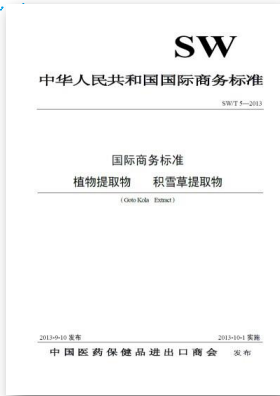 SW
中华人民共和国国际商务标准
SW/T 5—2013
国际商务标准
植物提取物 积雪草提取物
(Goto Kola Extract)
2013-9-10 发布 2013-10-1 实施
中国医药保健品进出口商会 发布